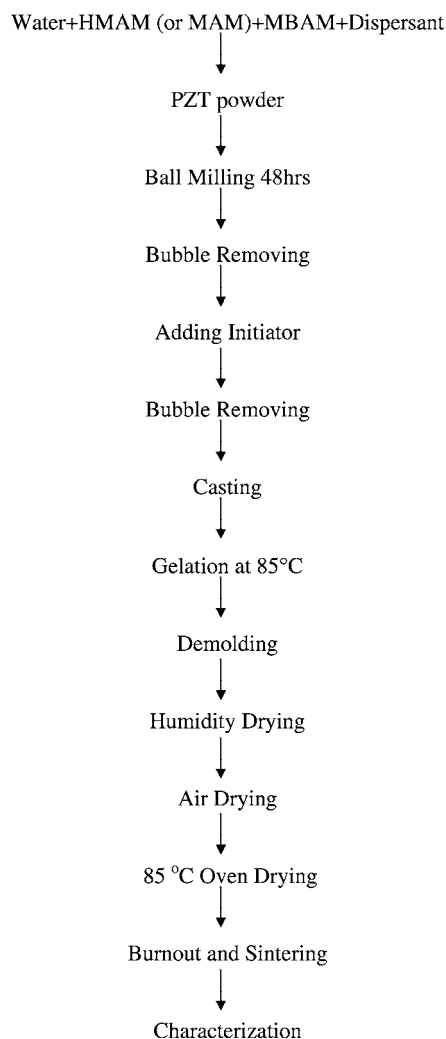 Water+HMAM (or MAM)+MBAM+Dispersant
PZT powder
Ball Milling 48hrs
Bubble Removing
Adding Initiator
Bubble Removing
Casting
Gelation at 85°C
Demolding
Humidity Drying
Air Drying
85 °C Oven Drying
Burnout and Sintering
Characterization